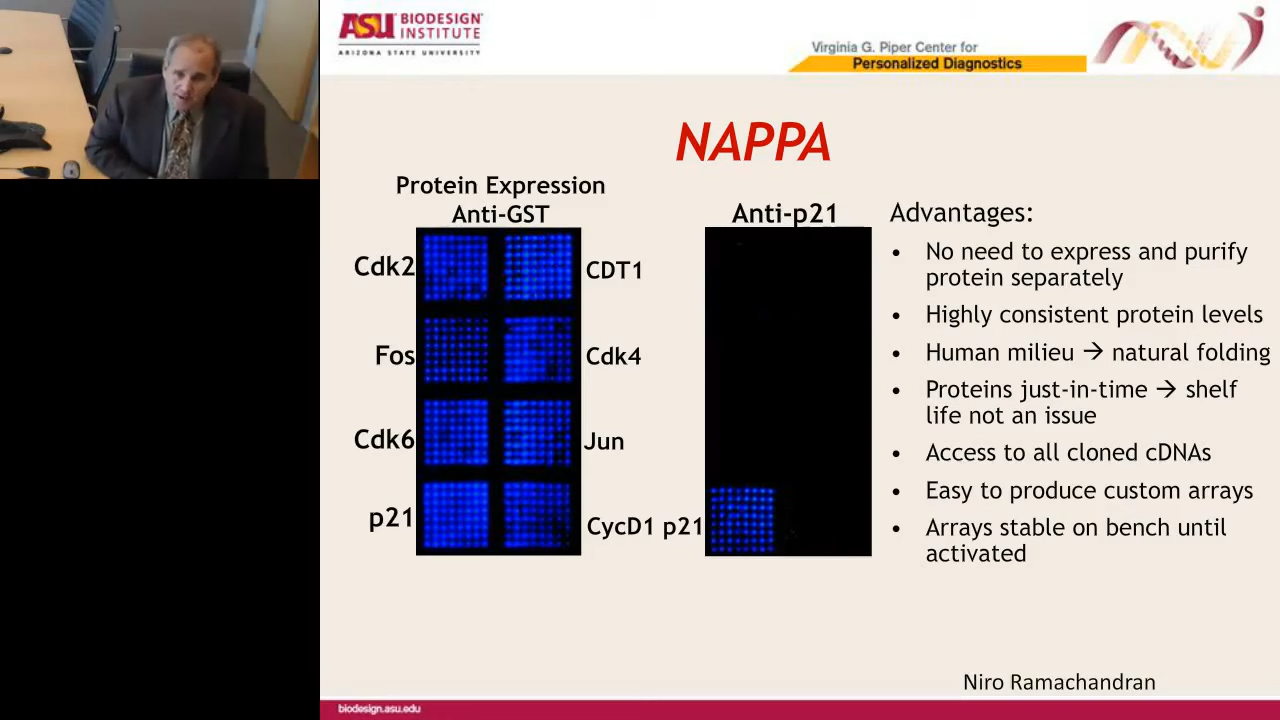 ASU BIODESIGN
INSTITUTE
ARIZONA STATE UNIVERSITY
Virginia G. Piper Center for
Personalized Diagnostics
NAPPA
Protein Expression
Anti-GST
Cdk2
CDT1
Fos
Cdk4
Cdk6
Jun
p21
CycD1
Anti-p21
p21
Advantages:
• No need to express and purify
protein separately
• Highly consistent protein levels
• Human milieu → natural folding
• Proteins just-in-time → shelf
life not an issue
• Access to all cloned cDNAs
• Easy to produce custom arrays
• Arrays stable on bench until
activated
Niro Ramachandran
biodesign.asu.edu